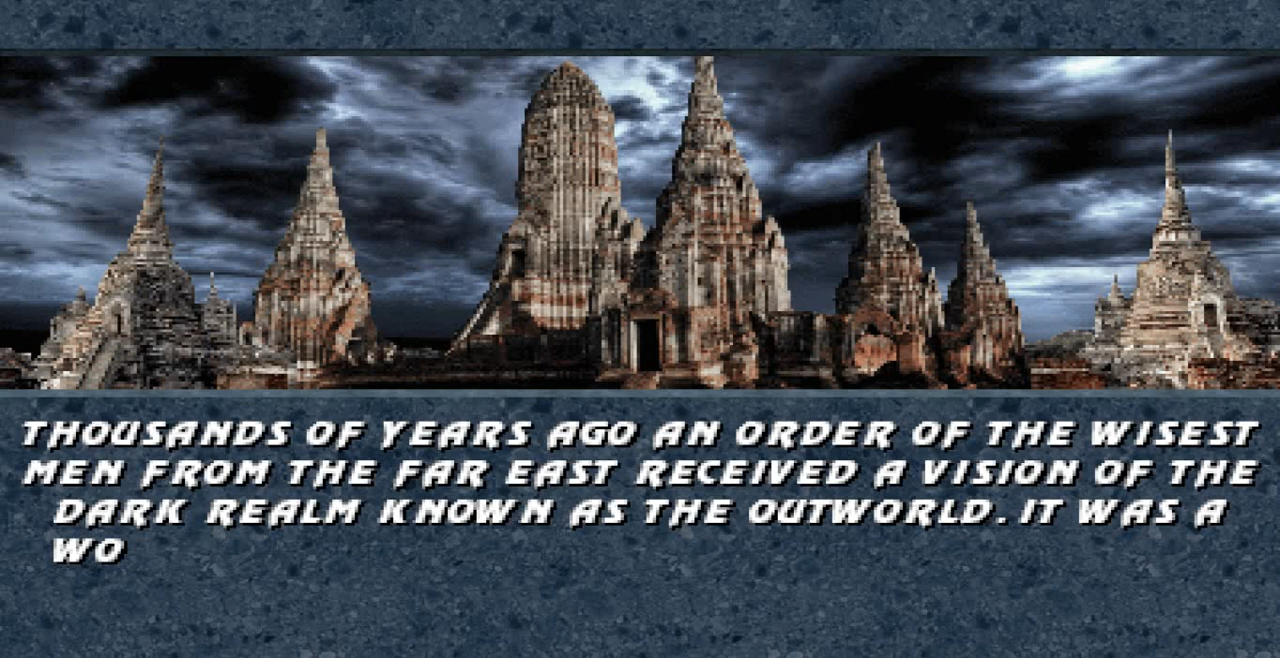 THOUSANDS OF YEARS AGO AN ORDER OF THE WISEST
MEN FROM THE FAR EAST RECEIVED A VISION OF THE
DARK REALM KNOWN AS THE OUTWORLD. IT WAS A
WO